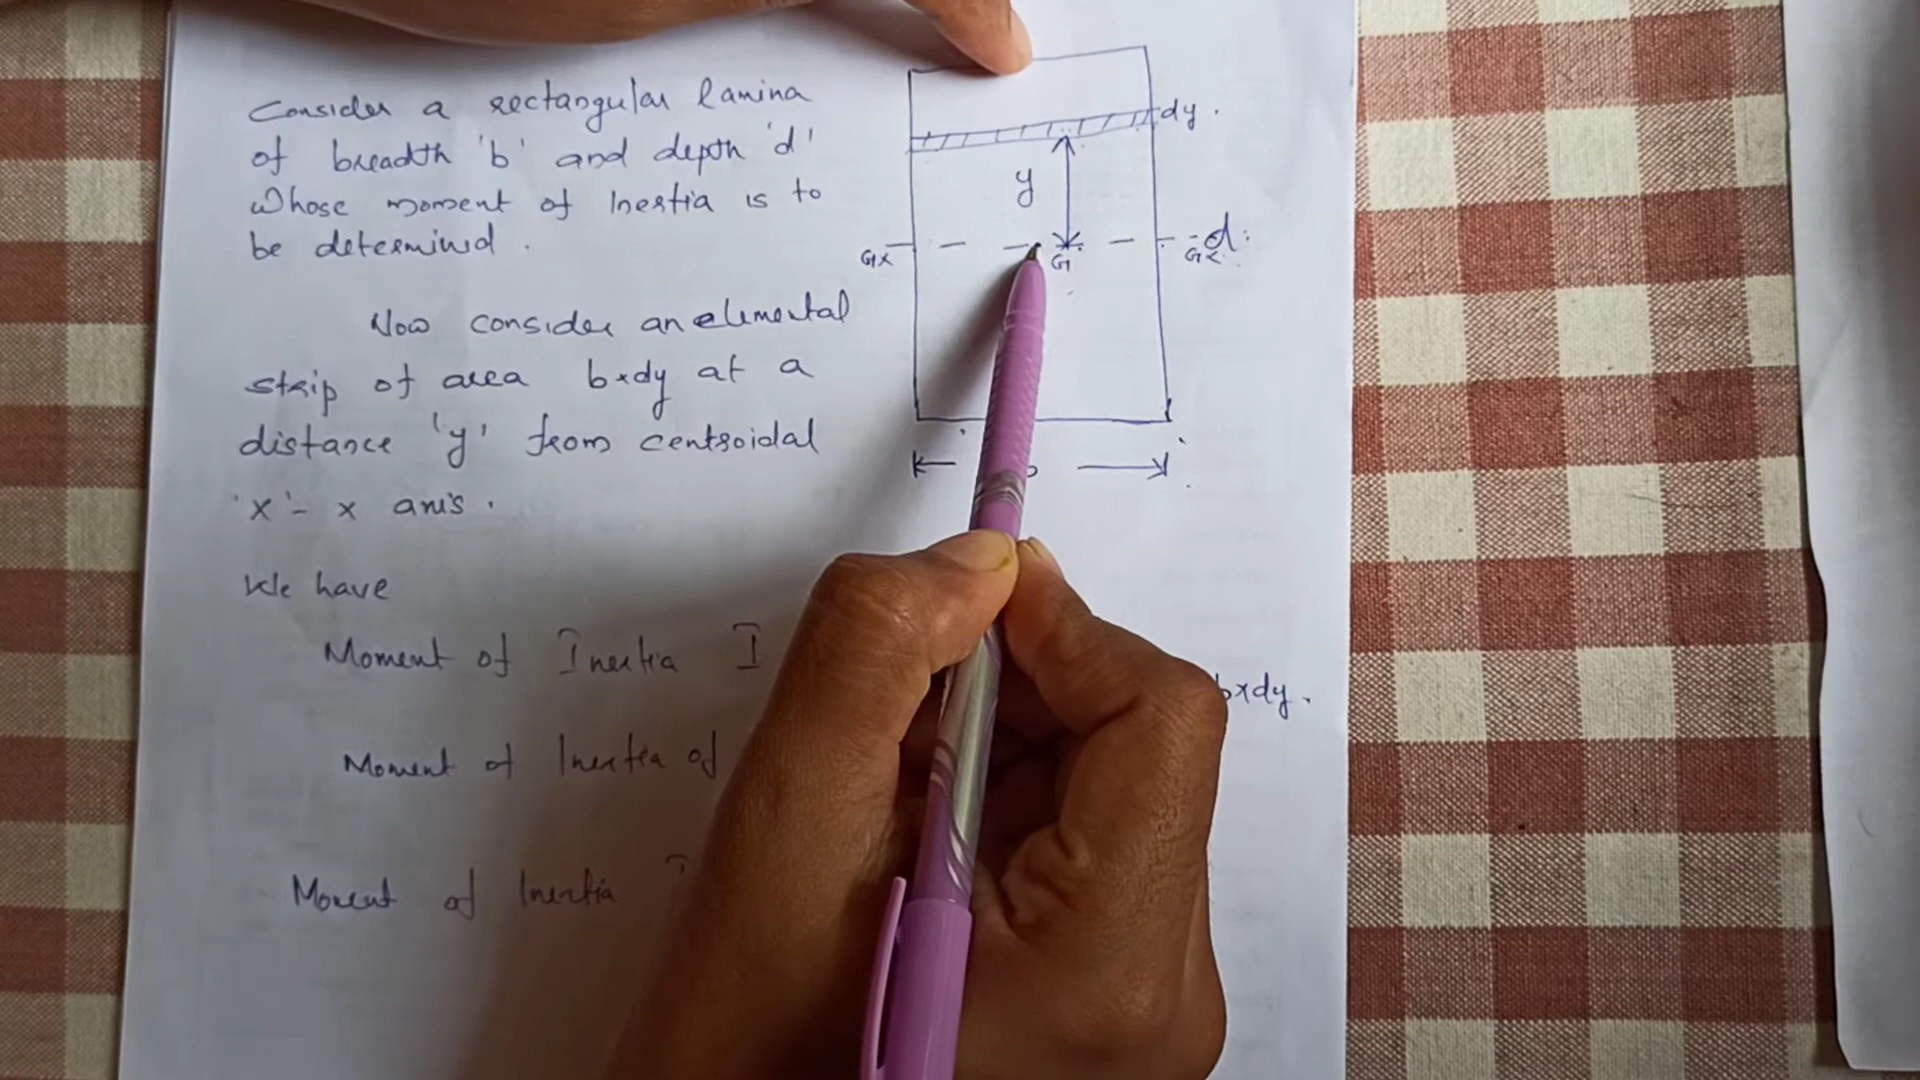 Consider a rectangular lamina
of breadth 'b' and depth 'd'
Whose moment of Inertia is to
be determined.
Now consider an elemental
strip of area b×dy at a
distance 'y' from centroidal
'x' - x axis.
We have
Moment of Inertia I
b×dy.
Moment of Inertia of
Moment of Inertia
dy.
y
d
Gx
G
Gx